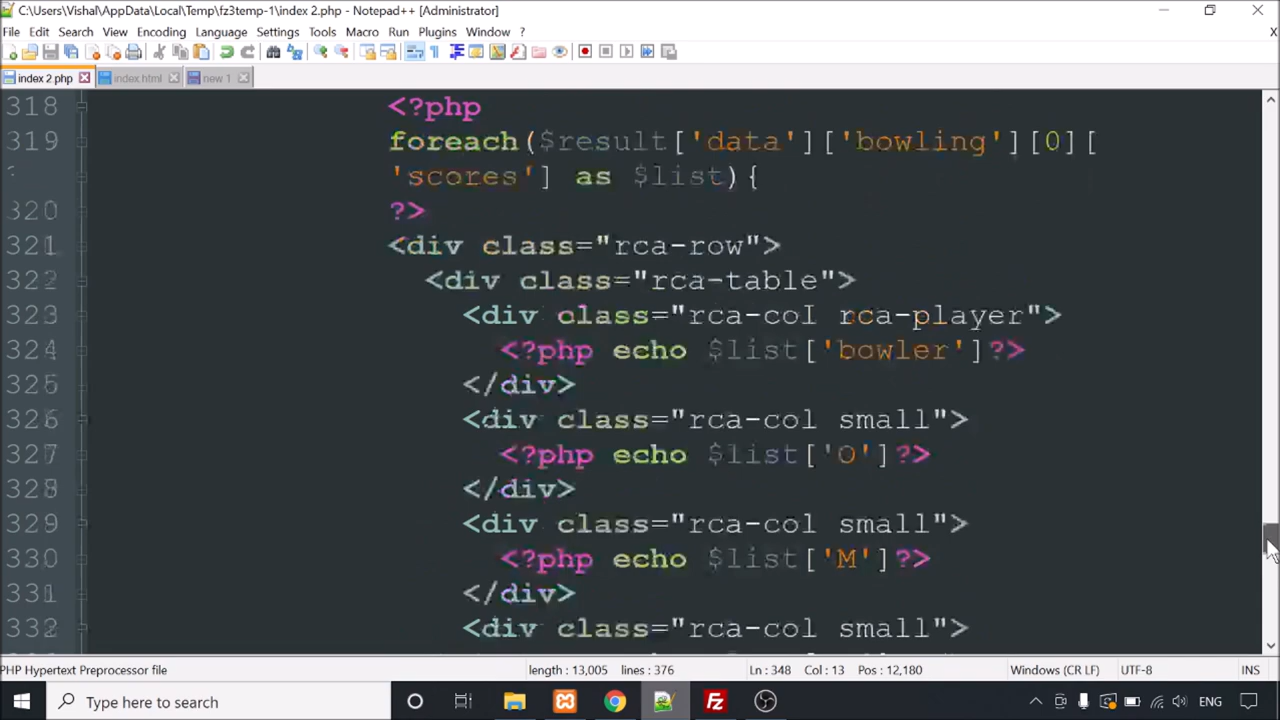 C:\Users\Vishal\AppData\Local\Temp\fz3temp-1\index 2.php - Notepad++ [Administrator]
File Edit Search View Encoding Language Settings Tools Macro Run Plugins Window ? X
index 2.php index.html new 1
318 <?php
319 foreach($result['data']['bowling'][0][
'scores'] as $list){
320 ?>
321 <div class="rca-row">
322 <div class="rca-table">
323 <div class="rca-col rca-player">
324 <?php echo $list['bowler']?>
325 </div>
326 <div class="rca-col small">
327 <?php echo $list['O']?>
328 </div>
329 <div class="rca-col small">
330 <?php echo $list['M']?>
331 </div>
332 <div class="rca-col small">
PHP Hypertext Preprocessor file length : 13,005 lines : 376 Ln : 348 Col : 13 Pos : 12,180 Windows (CR LF) UTF-8 INS
Type here to search ENG